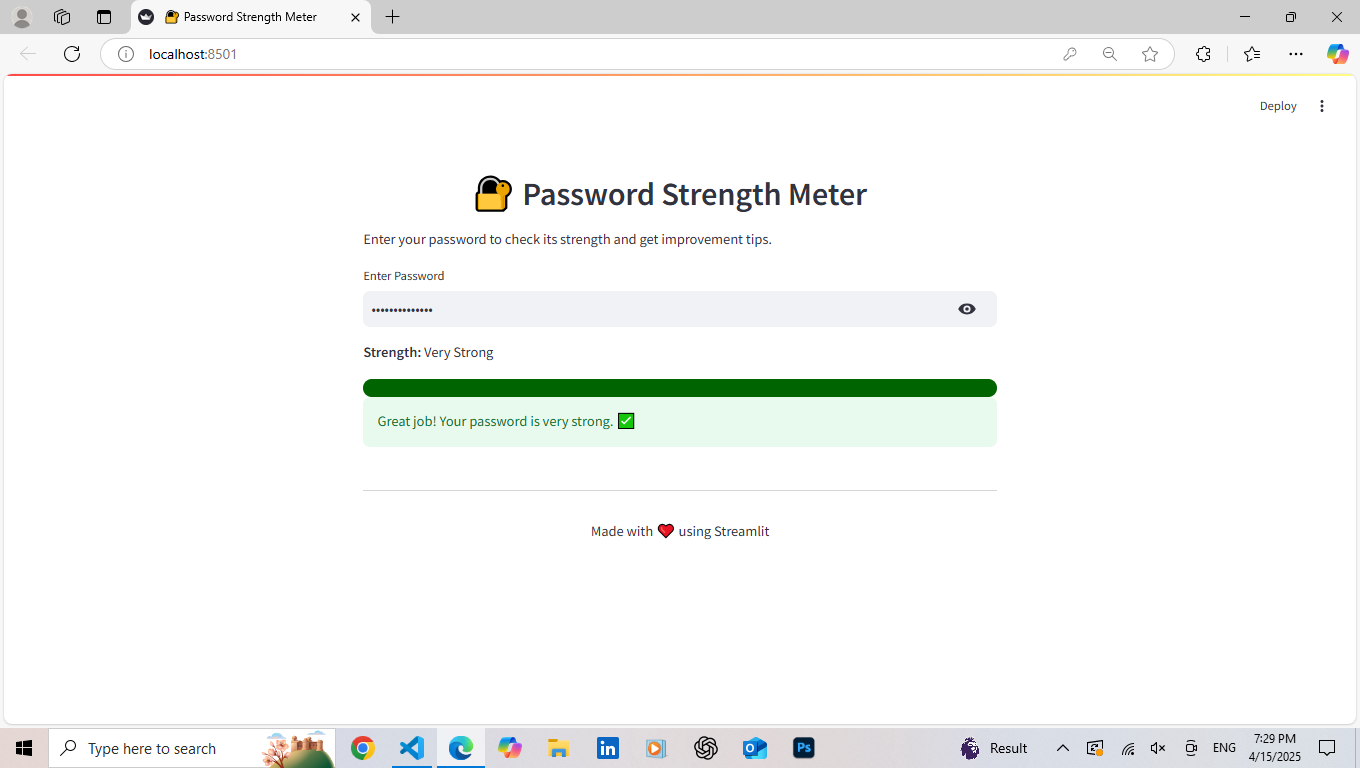 Password Strength Meter
localhost:8501
Deploy
Password Strength Meter
Enter your password to check its strength and get improvement tips.
Enter Password
••••••••••••••
Strength: Very Strong
Great job! Your password is very strong. ✅
Made with ❤ using Streamlit
Type here to search
in
Ps
Result
ENG
7:29 PM
4/15/2025